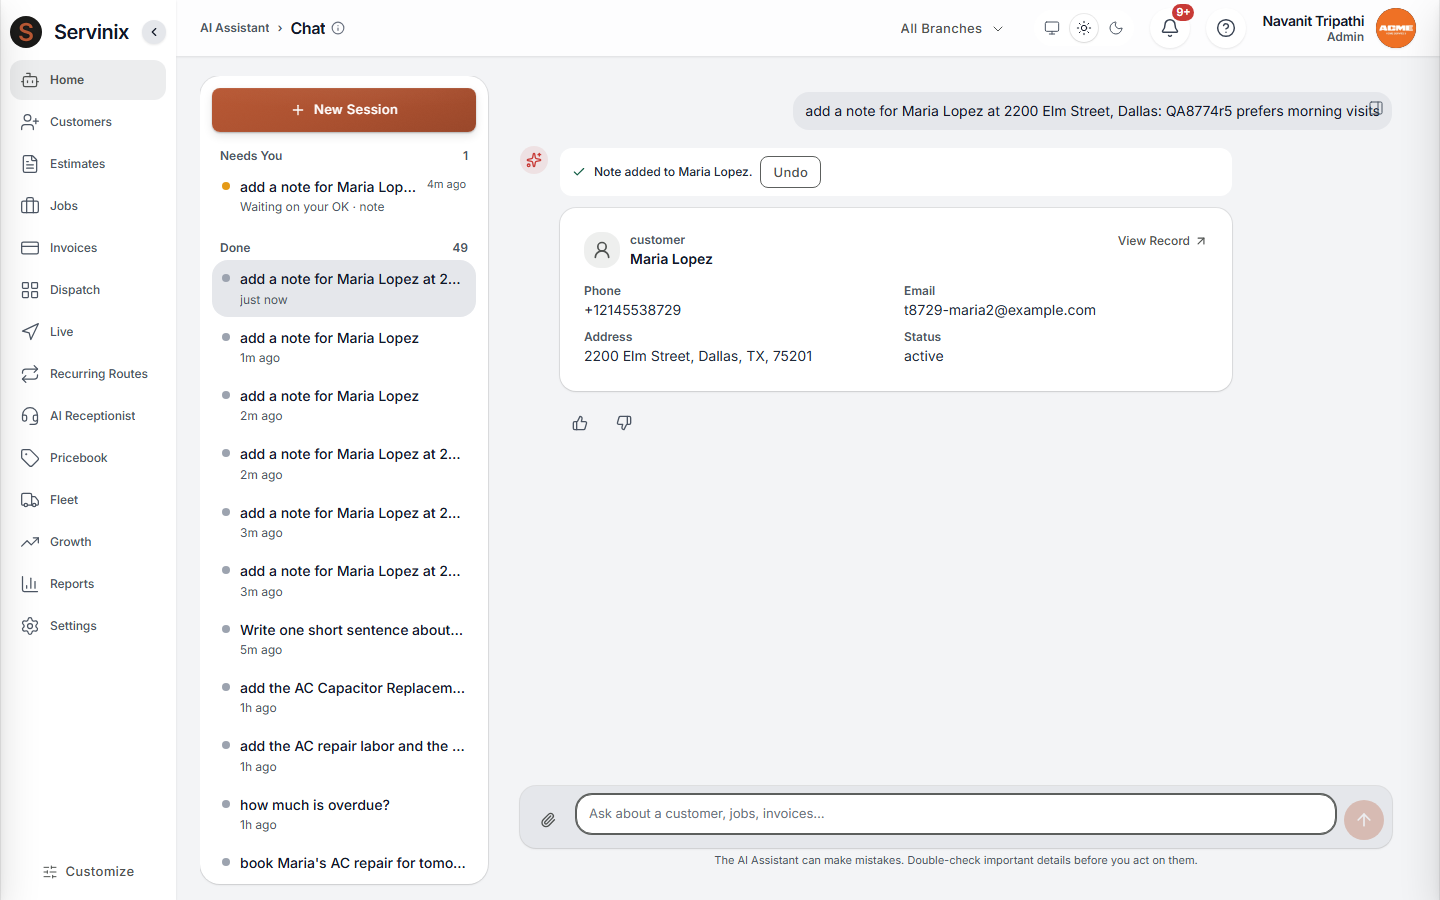 S Servinix
Home
Customers
Estimates
Jobs
Invoices
Dispatch
Live
Recurring Routes
AI Receptionist
Pricebook
Fleet
Growth
Reports
Settings
Customize
AI Assistant › Chat
All Branches
9+
Navanit Tripathi
Admin
ACME
+ New Session
Needs You 1
add a note for Maria Lop... 4m ago
Waiting on your OK · note
Done 49
add a note for Maria Lopez at 2...
just now
add a note for Maria Lopez
1m ago
add a note for Maria Lopez
2m ago
add a note for Maria Lopez at 2...
2m ago
add a note for Maria Lopez at 2...
3m ago
add a note for Maria Lopez at 2...
3m ago
Write one short sentence about...
5m ago
add the AC Capacitor Replacem...
1h ago
add the AC repair labor and the ...
1h ago
how much is overdue?
1h ago
book Maria's AC repair for tomo...
add a note for Maria Lopez at 2200 Elm Street, Dallas: QA8774r5 prefers morning visits
Note added to Maria Lopez. Undo
customer
Maria Lopez
View Record
Phone
+12145538729
Email
t8729-maria2@example.com
Address
2200 Elm Street, Dallas, TX, 75201
Status
active
Ask about a customer, jobs, invoices...
The AI Assistant can make mistakes. Double-check important details before you act on them.